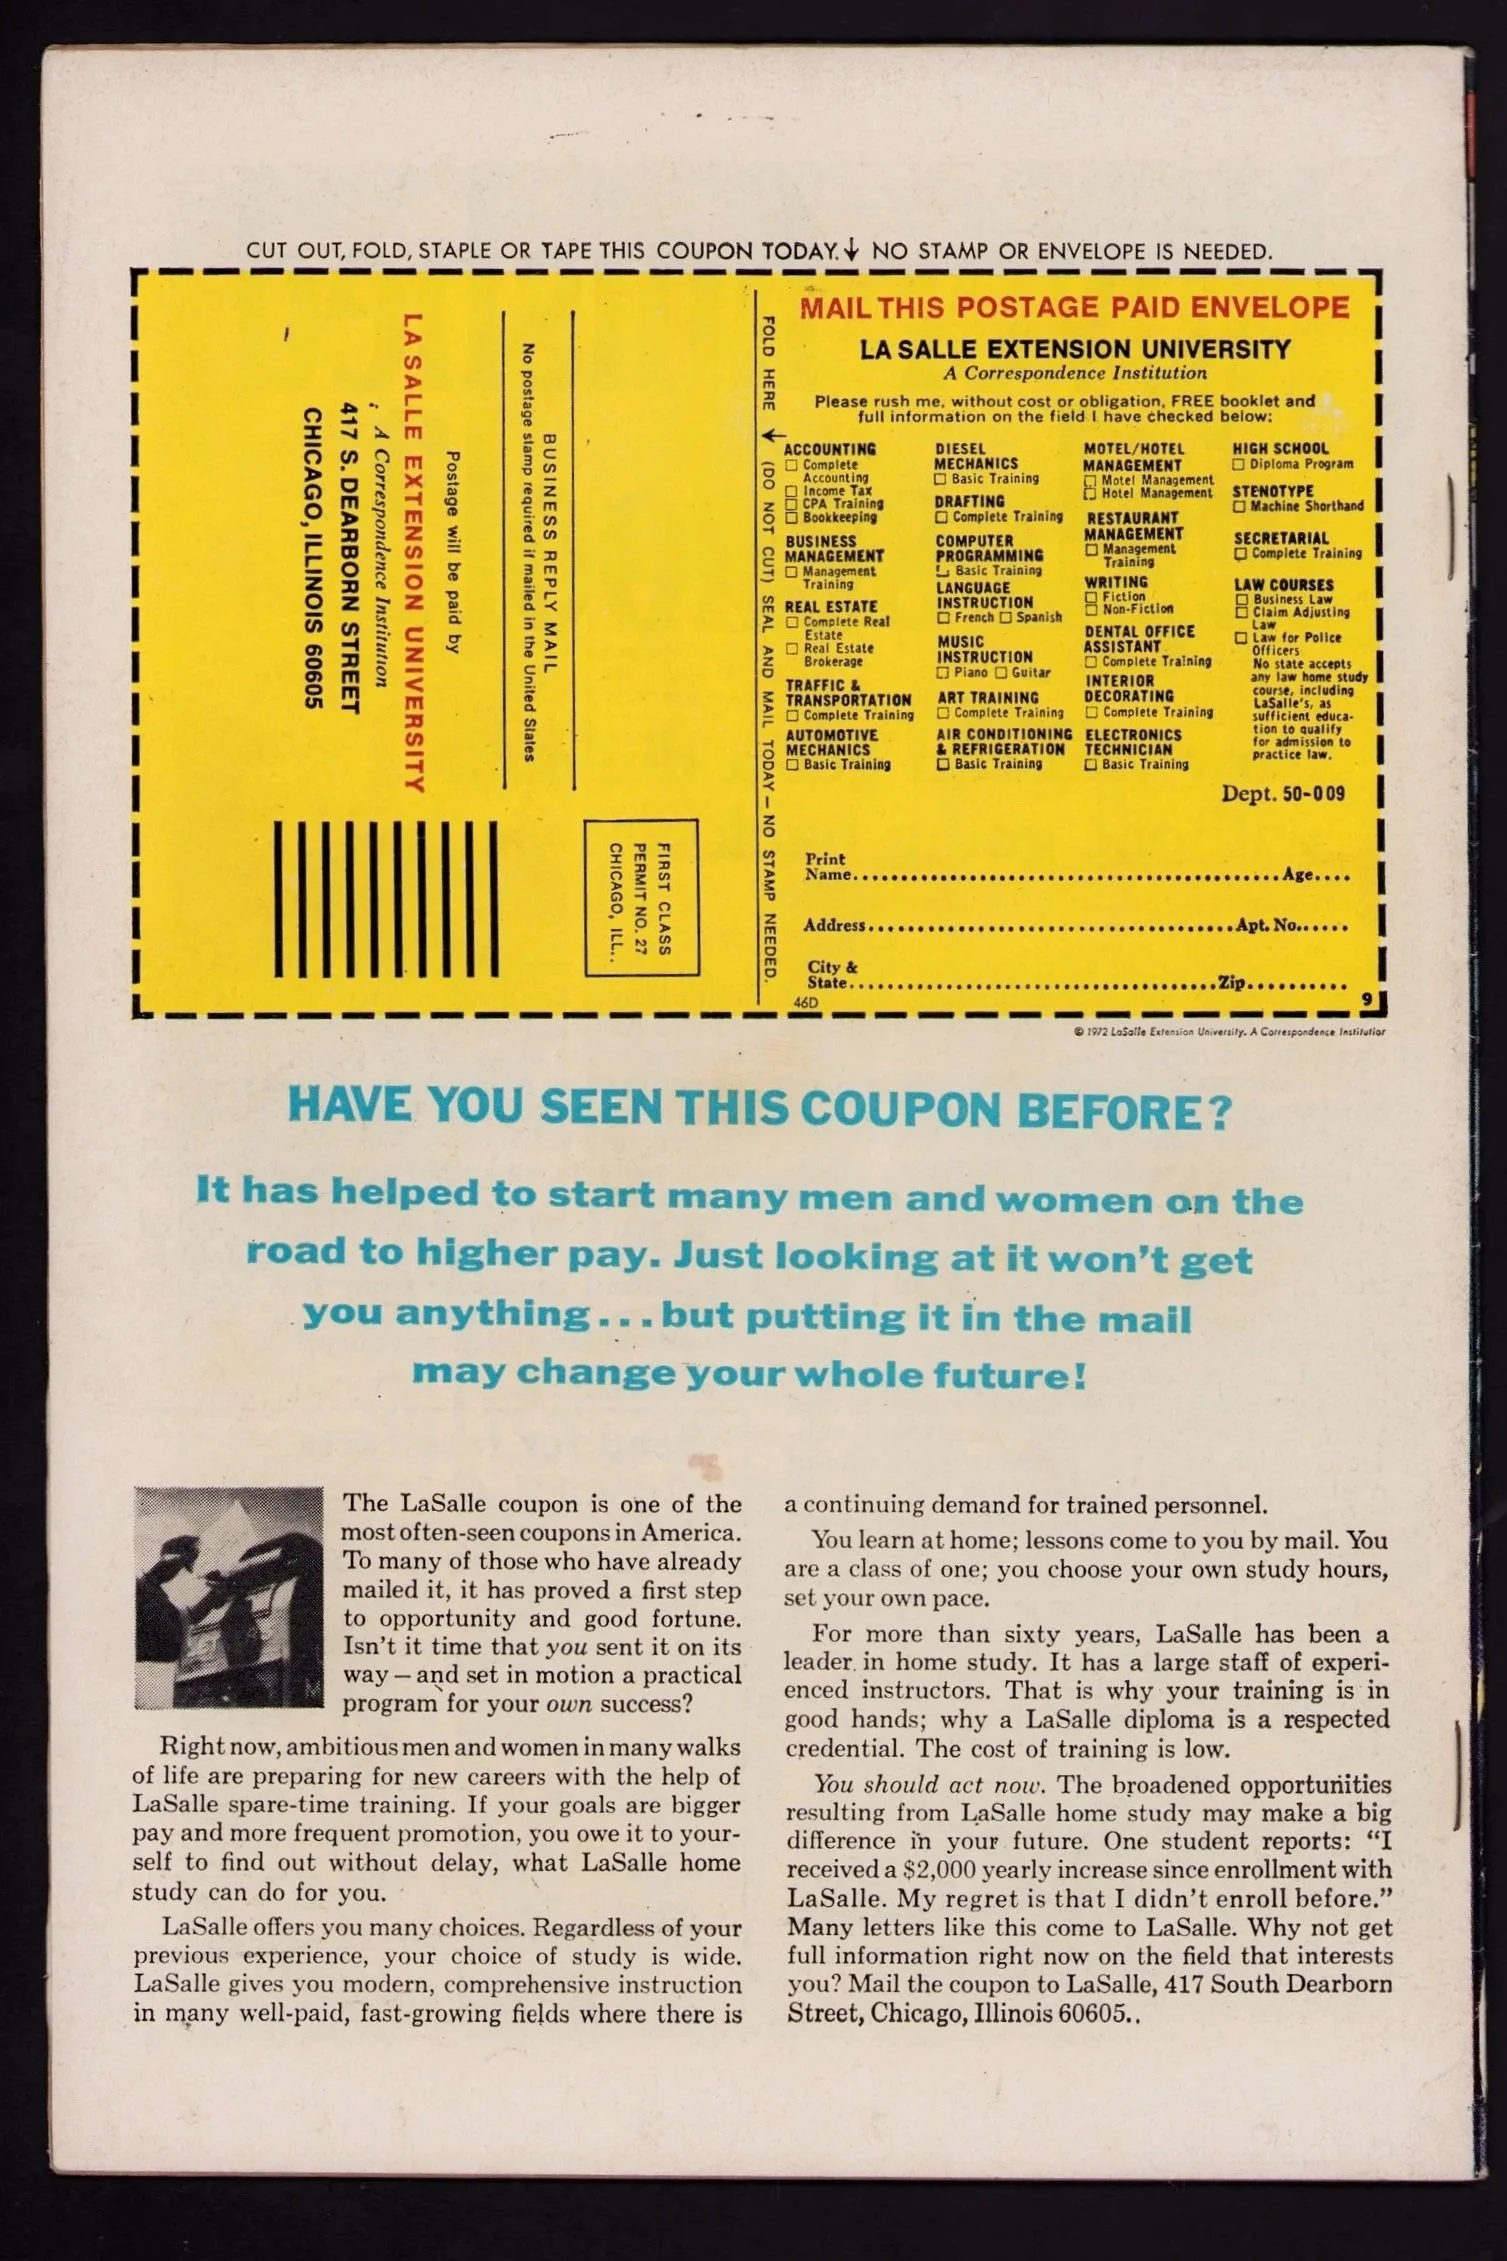 CUT OUT, FOLD, STAPLE OR TAPE THIS COUPON TODAY.↓ NO STAMP OR ENVELOPE IS NEEDED.
LA SALLE EXTENSION UNIVERSITY
A Correspondence Institution
417 S. DEARBORN STREET
CHICAGO, ILLINOIS 60605
Postage will be paid by
No postage stamp required if mailed in the United States
BUSINESS REPLY MAIL
FIRST CLASS
PERMIT NO. 27
CHICAGO, ILL..
FOLD HERE ↓ (DO NOT CUT) SEAL AND MAIL TODAY — NO STAMP NEEDED.
MAIL THIS POSTAGE PAID ENVELOPE
LA SALLE EXTENSION UNIVERSITY
A Correspondence Institution
Please rush me, without cost or obligation, FREE booklet and
full information on the field I have checked below:
ACCOUNTING
☐ Complete
Accounting
☐ Income Tax
☐ CPA Training
☐ Bookkeeping
BUSINESS
MANAGEMENT
☐ Management
Training
REAL ESTATE
☐ Complete Real
Estate
☐ Real Estate
Brokerage
TRAFFIC &
TRANSPORTATION
☐ Complete Training
AUTOMOTIVE
MECHANICS
☐ Basic Training
DIESEL
MECHANICS
☐ Basic Training
DRAFTING
☐ Complete Training
COMPUTER
PROGRAMMING
☐ Basic Training
LANGUAGE
INSTRUCTION
☐ French ☐ Spanish
MUSIC
INSTRUCTION
☐ Piano ☐ Guitar
ART TRAINING
☐ Complete Training
AIR CONDITIONING
& REFRIGERATION
☐ Basic Training
MOTEL/HOTEL
MANAGEMENT
☐ Motel Management
☐ Hotel Management
RESTAURANT
MANAGEMENT
☐ Management
Training
WRITING
☐ Fiction
☐ Non-Fiction
DENTAL OFFICE
ASSISTANT
☐ Complete Training
INTERIOR
DECORATING
☐ Complete Training
ELECTRONICS
TECHNICIAN
☐ Basic Training
HIGH SCHOOL
☐ Diploma Program
STENOTYPE
☐ Machine Shorthand
SECRETARIAL
☐ Complete Training
LAW COURSES
☐ Business Law
☐ Claim Adjusting
Law
☐ Law for Police
Officers
No state accepts
any law home study
course, including
LaSalle's, as
sufficient educa-
tion to qualify
for admission to
practice law.
Dept. 50-009
Print
Name............Age....
Address............Apt. No......
City &
State............Zip..........
46D 9
© 1972 LaSalle Extension University. A Correspondence Institution
HAVE YOU SEEN THIS COUPON BEFORE?
It has helped to start many men and women on the
road to higher pay. Just looking at it won't get
you anything...but putting it in the mail
may change your whole future!
The LaSalle coupon is one of the
most often-seen coupons in America.
To many of those who have already
mailed it, it has proved a first step
to opportunity and good fortune.
Isn't it time that you sent it on its
way — and set in motion a practical
program for your own success?
Right now, ambitious men and women in many walks
of life are preparing for new careers with the help of
LaSalle spare-time training. If your goals are bigger
pay and more frequent promotion, you owe it to your-
self to find out without delay, what LaSalle home
study can do for you.
LaSalle offers you many choices. Regardless of your
previous experience, your choice of study is wide.
LaSalle gives you modern, comprehensive instruction
in many well-paid, fast-growing fields where there is
a continuing demand for trained personnel.
You learn at home; lessons come to you by mail. You
are a class of one; you choose your own study hours,
set your own pace.
For more than sixty years, LaSalle has been a
leader in home study. It has a large staff of experi-
enced instructors. That is why your training is in
good hands; why a LaSalle diploma is a respected
credential. The cost of training is low.
You should act now. The broadened opportunities
resulting from LaSalle home study may make a big
difference in your future. One student reports: "I
received a $2,000 yearly increase since enrollment with
LaSalle. My regret is that I didn't enroll before."
Many letters like this come to LaSalle. Why not get
full information right now on the field that interests
you? Mail the coupon to LaSalle, 417 South Dearborn
Street, Chicago, Illinois 60605..